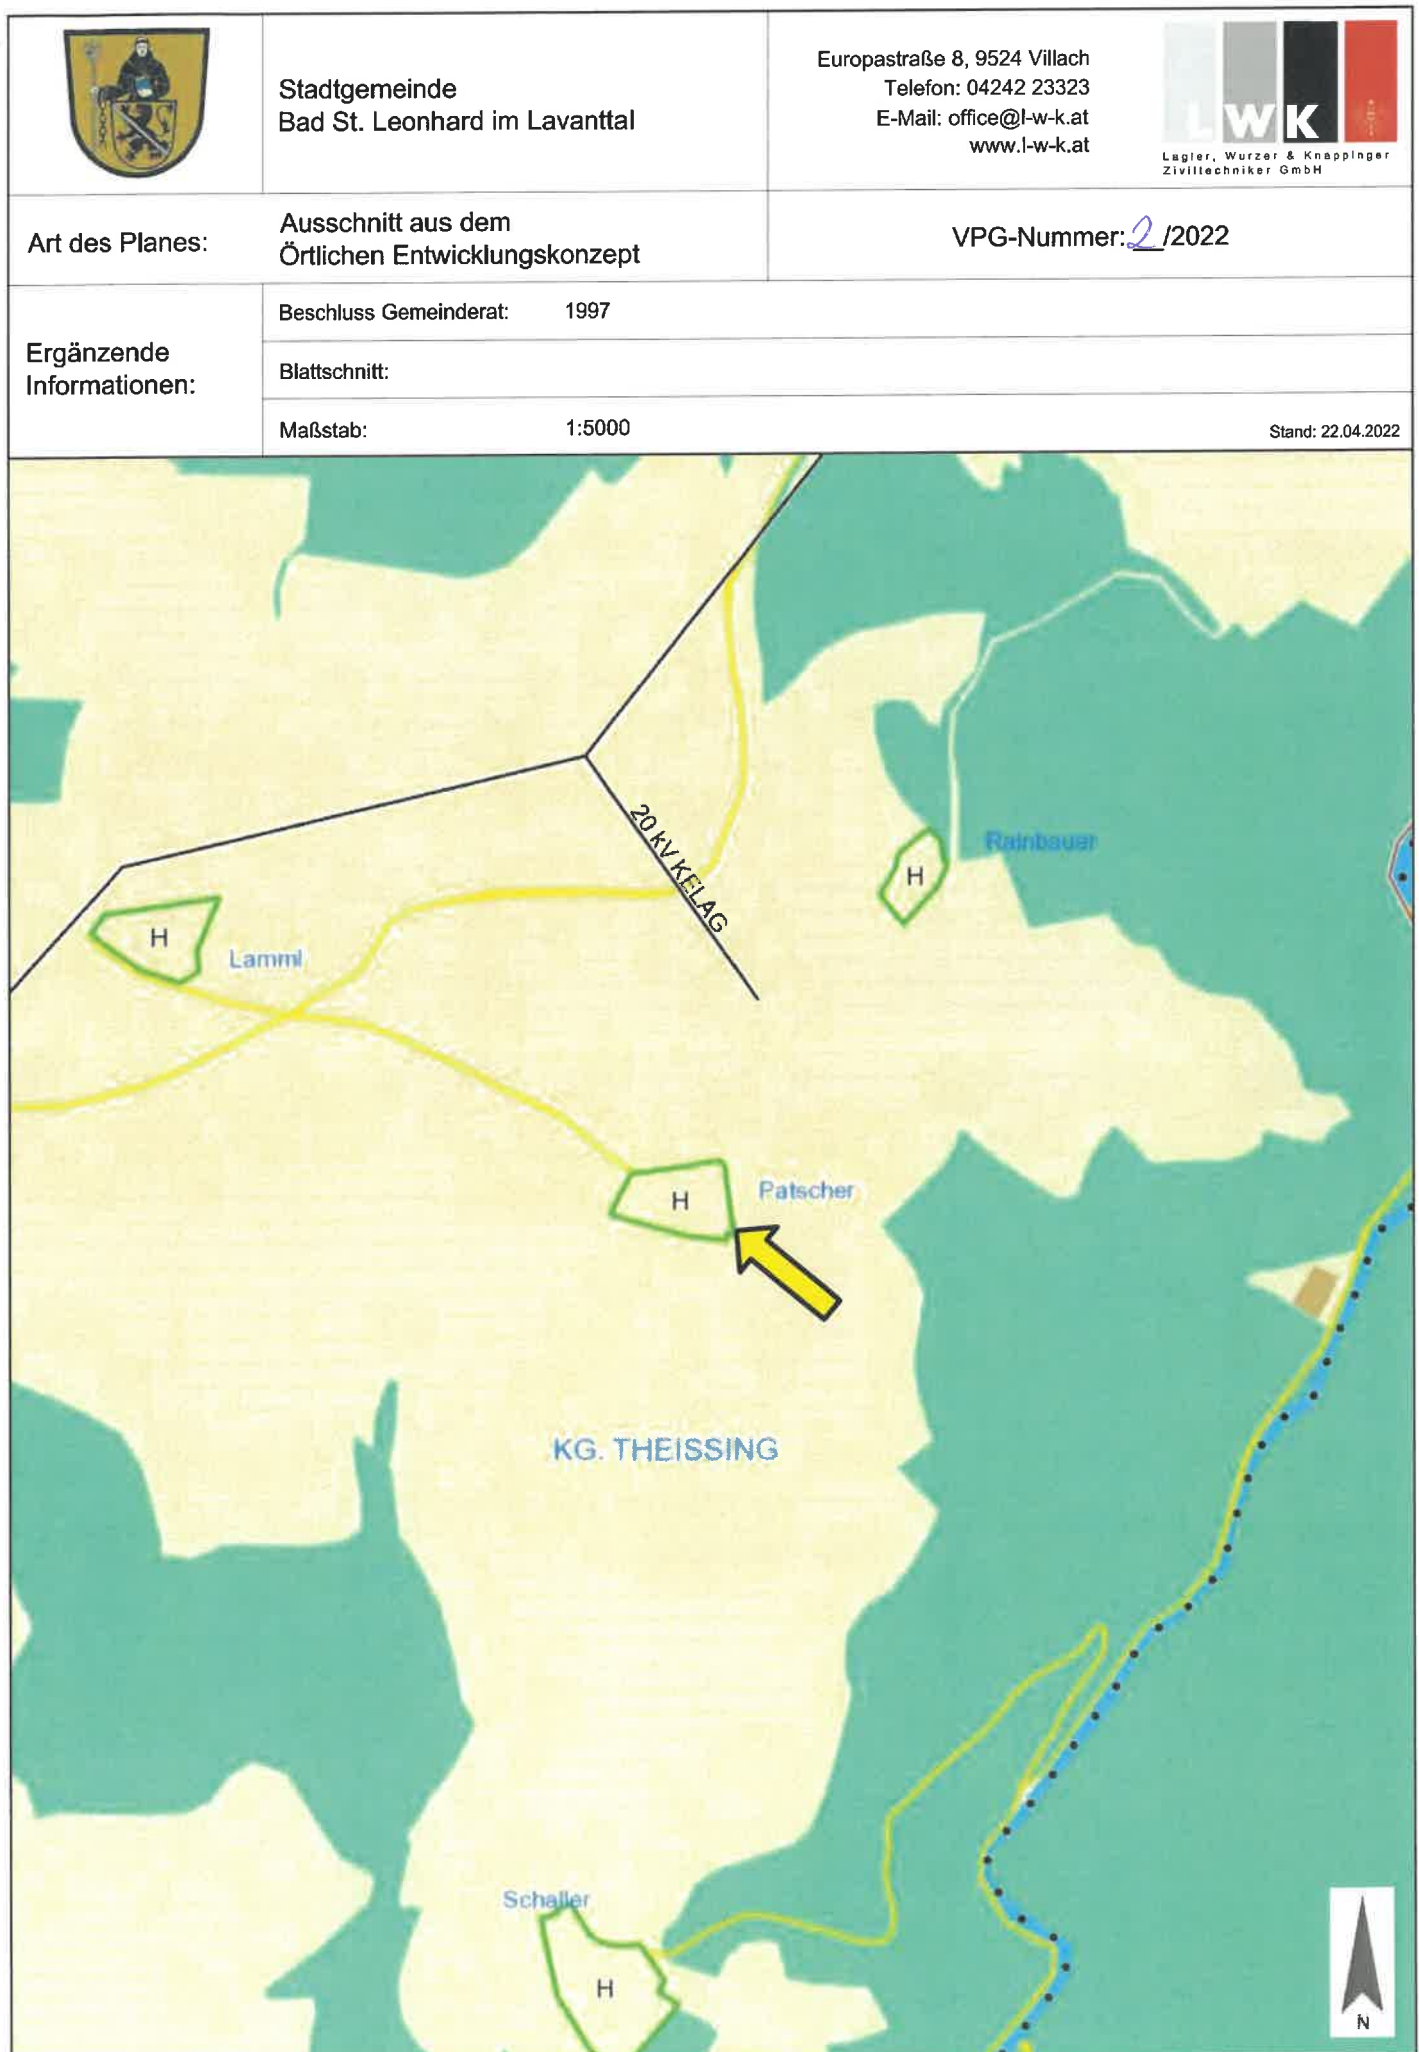 Stadtgemeinde
Bad St. Leonhard im Lavanttal
Europastraße 8, 9524 Villach
Telefon: 04242 23323
E-Mail: office@l-w-k.at
www.l-w-k.at
LWK
Lagler, Wurzer & Knappinger
Ziviltechniker GmbH
Art des Planes:
Ausschnitt aus dem
Örtlichen Entwicklungskonzept
VPG-Nummer: 2/2022
Ergänzende
Informationen:
Beschluss Gemeinderat: 1997
Blattschnitt:
Maßstab: 1:5000
Stand: 22.04.2022
20 kV KELAG
Rainbauer
H
H
Lamml
H
Patscher
KG. THEISSING
Schaller
H
N